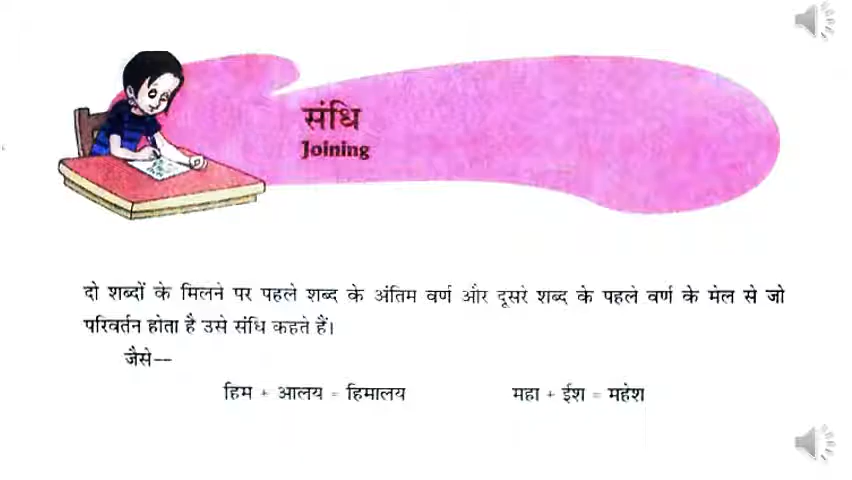 संधि
Joining
दो शब्दों के मिलने पर पहले शब्द के अंतिम वर्ण और दूसरे शब्द के पहले वर्ण के मेल से जो
परिवर्तन होता है उसे संधि कहते हैं।
जैसे--
हिम + आलय = हिमालय महा + ईश = महेश